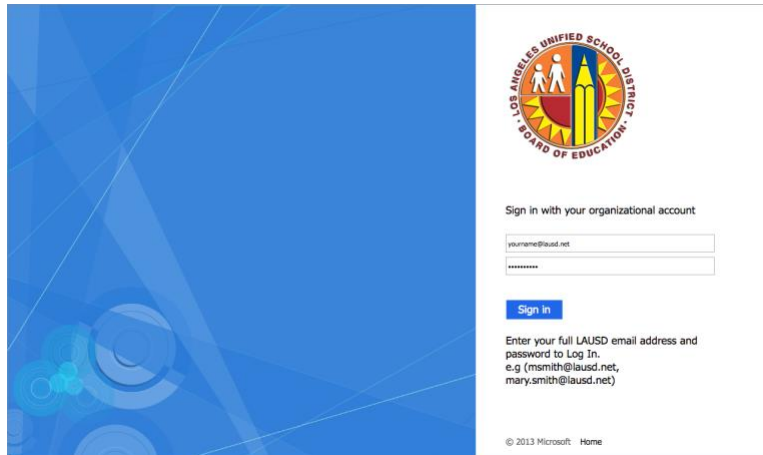 LOS ANGELES UNIFIED SCHOOL DISTRICT
· BOARD OF EDUCATION ·
Sign in with your organizational account
yourname@lausd.net
••••••••••
Sign in
Enter your full LAUSD email address and
password to Log In.
e.g (msmith@lausd.net,
mary.smith@lausd.net)
© 2013 Microsoft Home